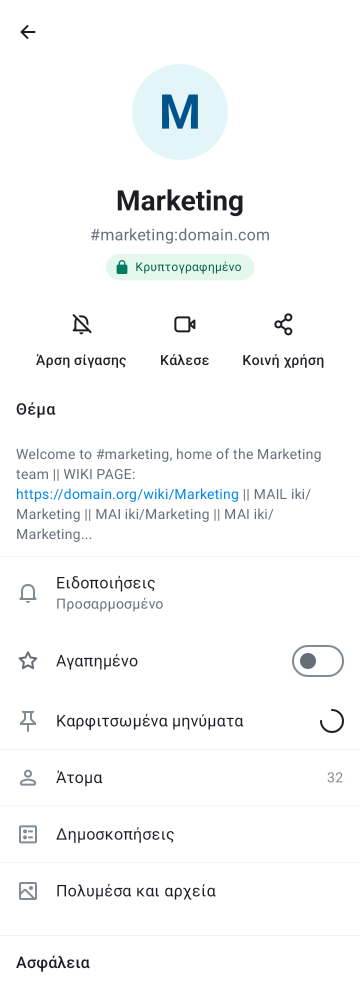 M
Marketing
#marketing:domain.com
Κρυπτογραφημένο
Άρση σίγασης
Κάλεσε
Κοινή χρήση
Θέμα
Welcome to #marketing, home of the Marketing
team || WIKI PAGE:
https://domain.org/wiki/Marketing || MAIL iki/
Marketing || MAI iki/Marketing || MAI iki/
Marketing...
Ειδοποιήσεις
Προσαρμοσμένο
Αγαπημένο
Καρφιτσωμένα μηνύματα
Άτομα 32
Δημοσκοπήσεις
Πολυμέσα και αρχεία
Ασφάλεια